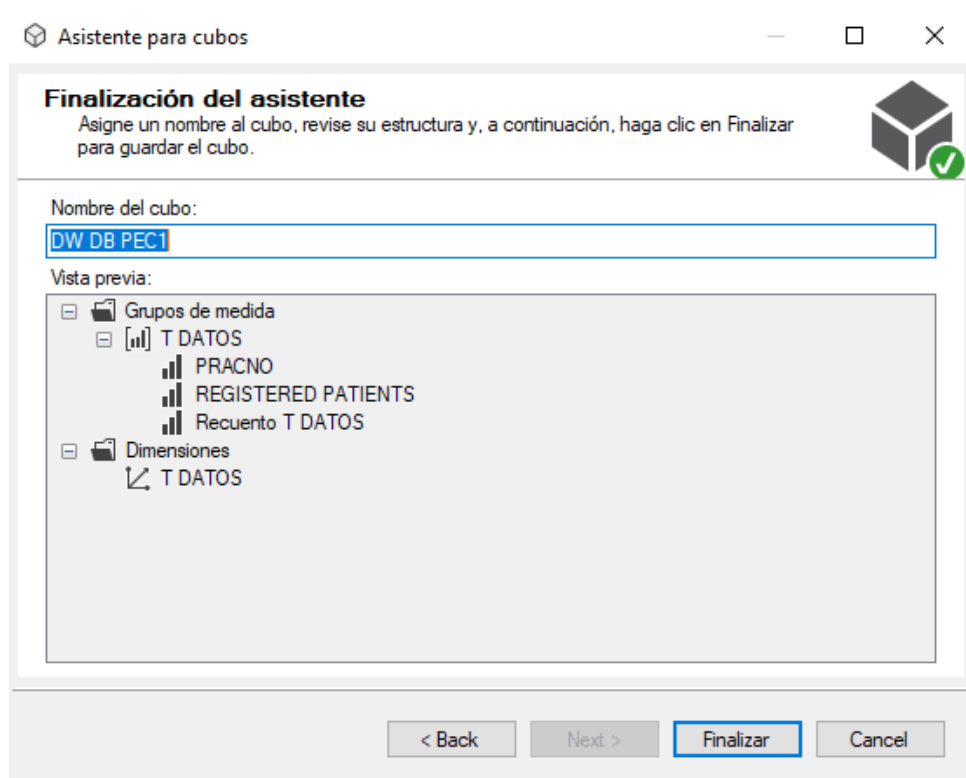 Asistente para cubos
Finalización del asistente
Asigne un nombre al cubo, revise su estructura y, a continuación, haga clic en Finalizar
para guardar el cubo.
Nombre del cubo:
DW DB PEC1
Vista previa:
Grupos de medida
T DATOS
PRACNO
REGISTERED PATIENTS
Recuento T DATOS
Dimensiones
T DATOS
< Back Next > Finalizar Cancel